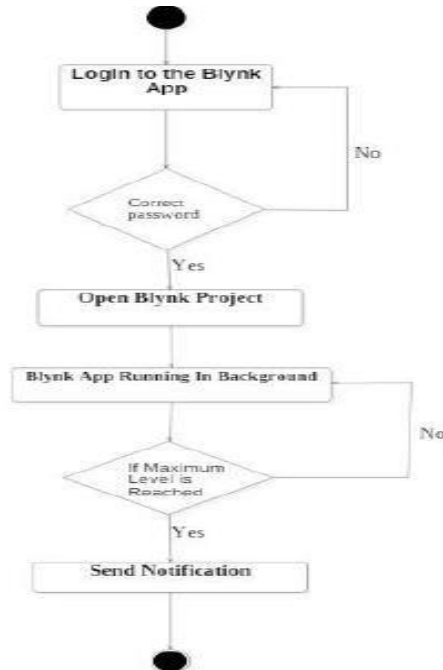 LogIn to the Blynk
App
No
Correct
password
Yes
Open Blynk Project
Blynk App Running In Background
No
If Maximum
Level is
Reached
Yes
Send Notification